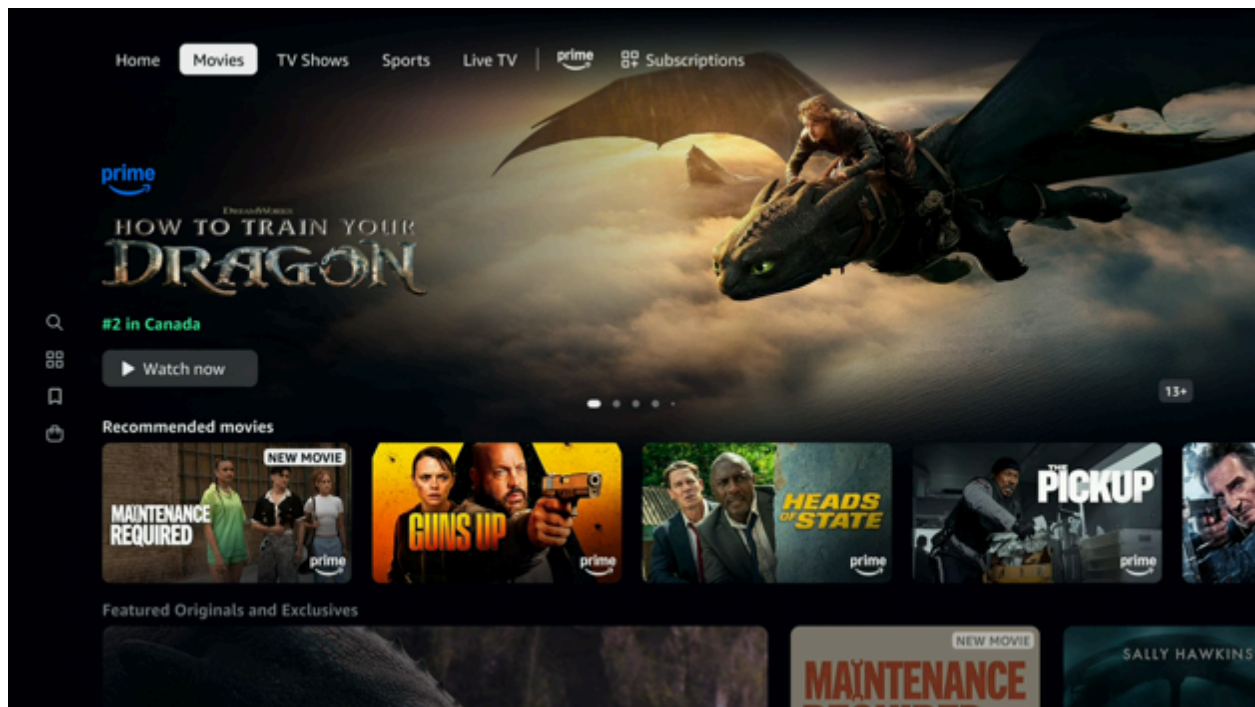 Home Movies TV Shows Sports Live TV prime Subscriptions
prime
DREAMWORKS
HOW TO TRAIN YOUR
DRAGON
#2 in Canada
Watch now
13+
Recommended movies
NEW MOVIE
MAINTENANCE
REQUIRED
prime
GUNS UP
prime
HEADS
OF STATE
prime
THE
PICKUP
prime
Featured Originals and Exclusives
NEW MOVIE
MAINTENANCE
REQUIRED
SALLY HAWKINS